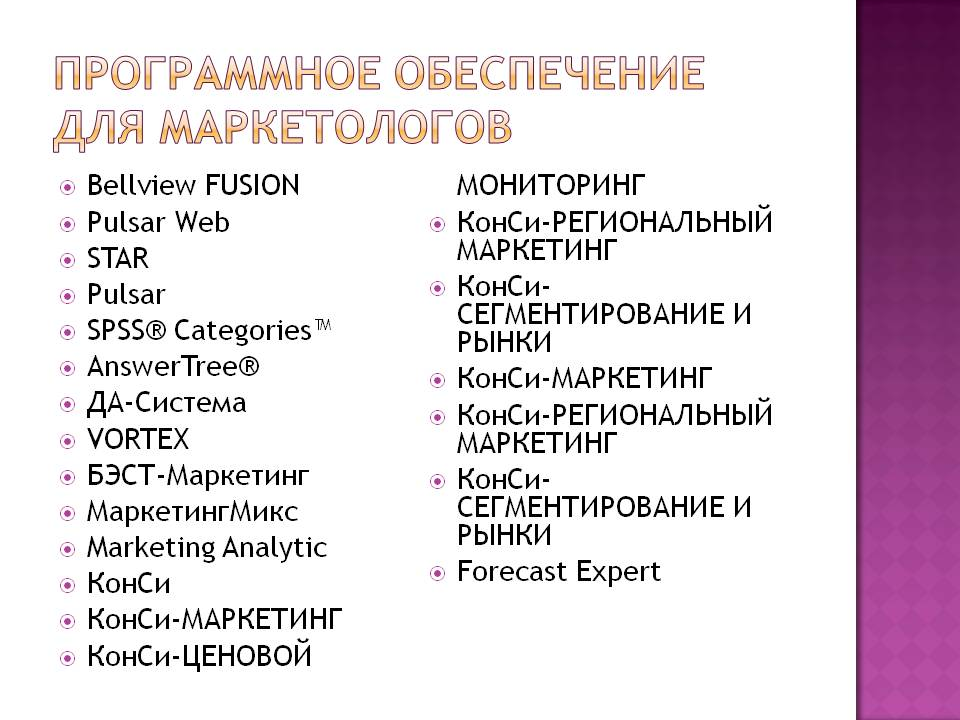 ПРОГРАММНОЕ ОБЕСПЕЧЕНИЕ
ДЛЯ МАРКЕТОЛОГОВ
Bellview FUSION
Pulsar Web
STAR
Pulsar
SPSS® Categories™
AnswerTree®
ДА-Система
VORTEX
БЭСТ-Маркетинг
МаркетингМикс
Marketing Analytic
КонСи
КонСи-МАРКЕТИНГ
КонСи-ЦЕНОВОЙ
МОНИТОРИНГ
КонСи-РЕГИОНАЛЬНЫЙ
МАРКЕТИНГ
КонСи-
СЕГМЕНТИРОВАНИЕ И
РЫНКИ
КонСи-МАРКЕТИНГ
КонСи-РЕГИОНАЛЬНЫЙ
МАРКЕТИНГ
КонСи-
СЕГМЕНТИРОВАНИЕ И
РЫНКИ
Forecast Expert